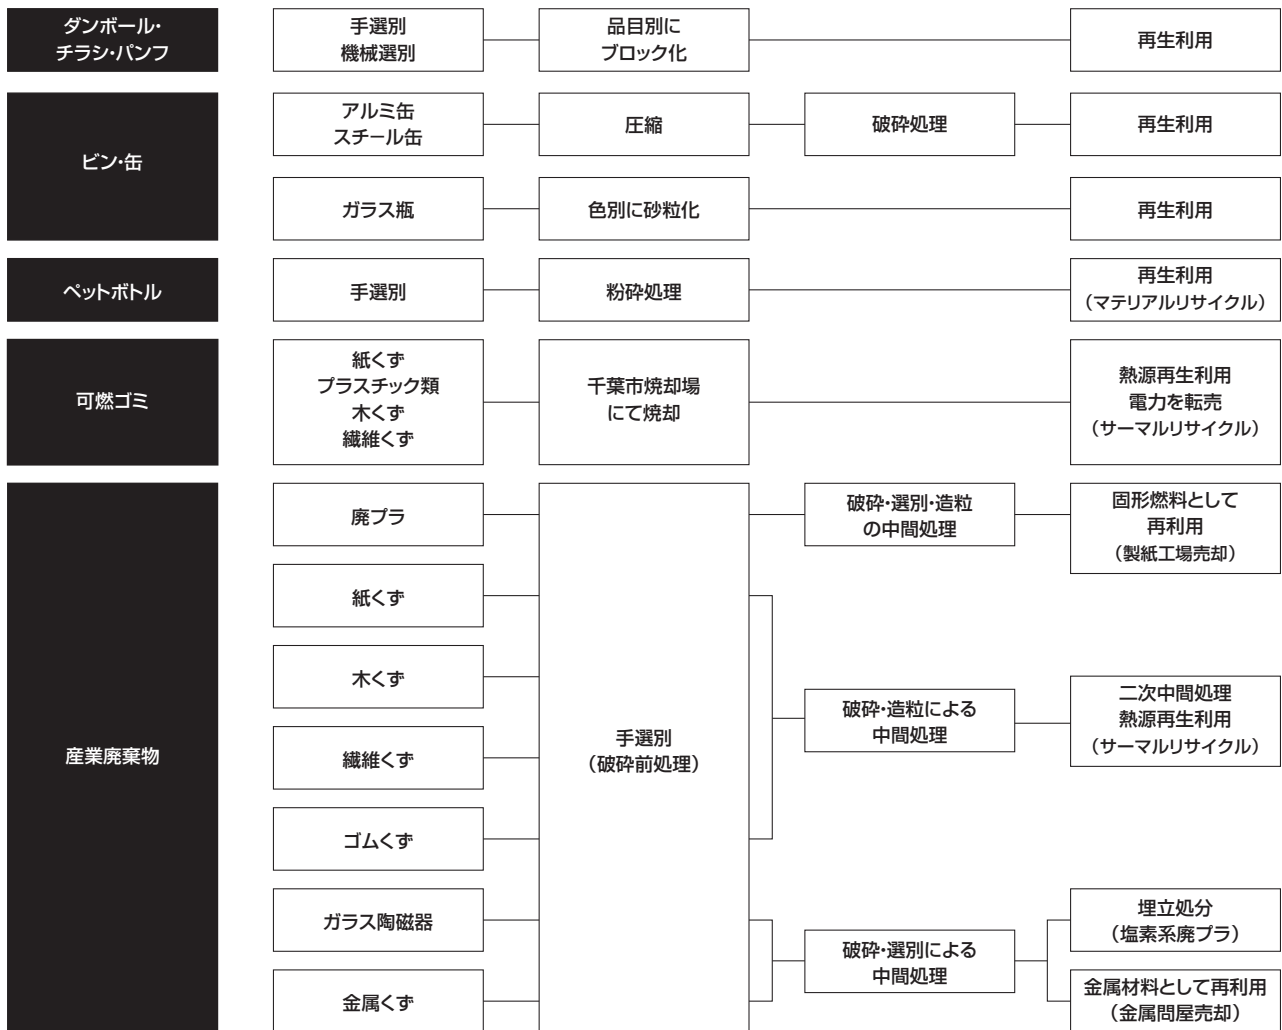 ダンボール・
チラシ・パンフ
手選別
機械選別
品目別に
ブロック化
再生利用
ビン・缶
アルミ缶
スチール缶
圧縮
破砕処理
再生利用
ガラス瓶
色別に砂粒化
再生利用
ペットボトル
手選別
粉砕処理
再生利用
（マテリアルリサイクル）
可燃ゴミ
紙くず
プラスチック類
木くず
繊維くず
千葉市焼却場
にて焼却
熱源再生利用
電力を転売
（サーマルリサイクル）
産業廃棄物
廃プラ
紙くず
木くず
繊維くず
ゴムくず
ガラス陶磁器
金属くず
手選別
（破砕前処理）
破砕・選別・造粒
の中間処理
固形燃料として
再利用
（製紙工場売却）
破砕・造粒による
中間処理
二次中間処理
熱源再生利用
（サーマルリサイクル）
破砕・選別による
中間処理
埋立処分
（塩素系廃プラ）
金属材料として再利用
（金属問屋売却）